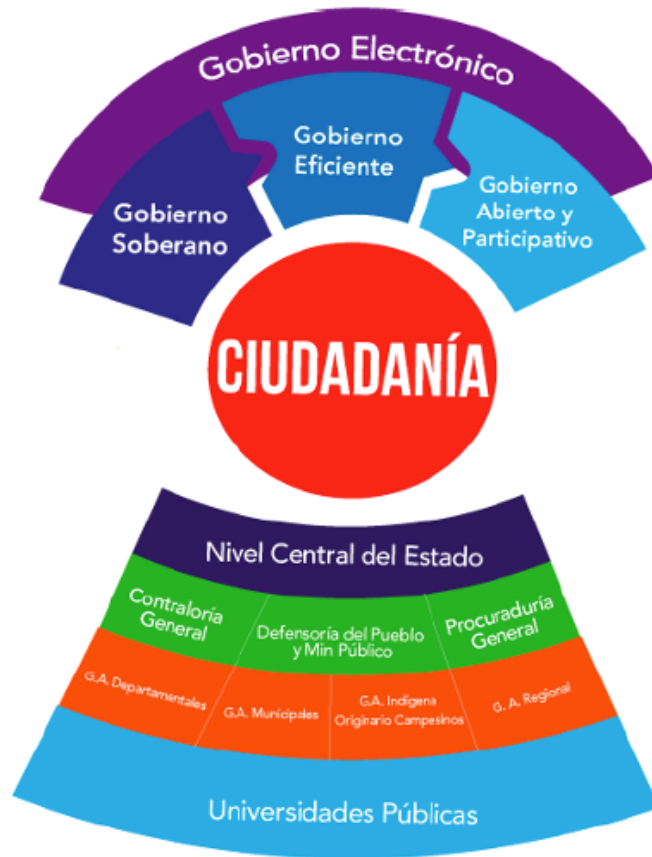 Gobierno Electrónico
Gobierno
Eficiente
Gobierno
Soberano
Gobierno
Abierto y
Participativo
CIUDADANÍA
Nivel Central del Estado
Contraloría
General
Defensoría del Pueblo
y Min Público
Procuraduría
General
G.A. Departamentales
G.A. Municipales
G.A. Indígena
Originario Campesinos
G. A. Regional
Universidades Públicas